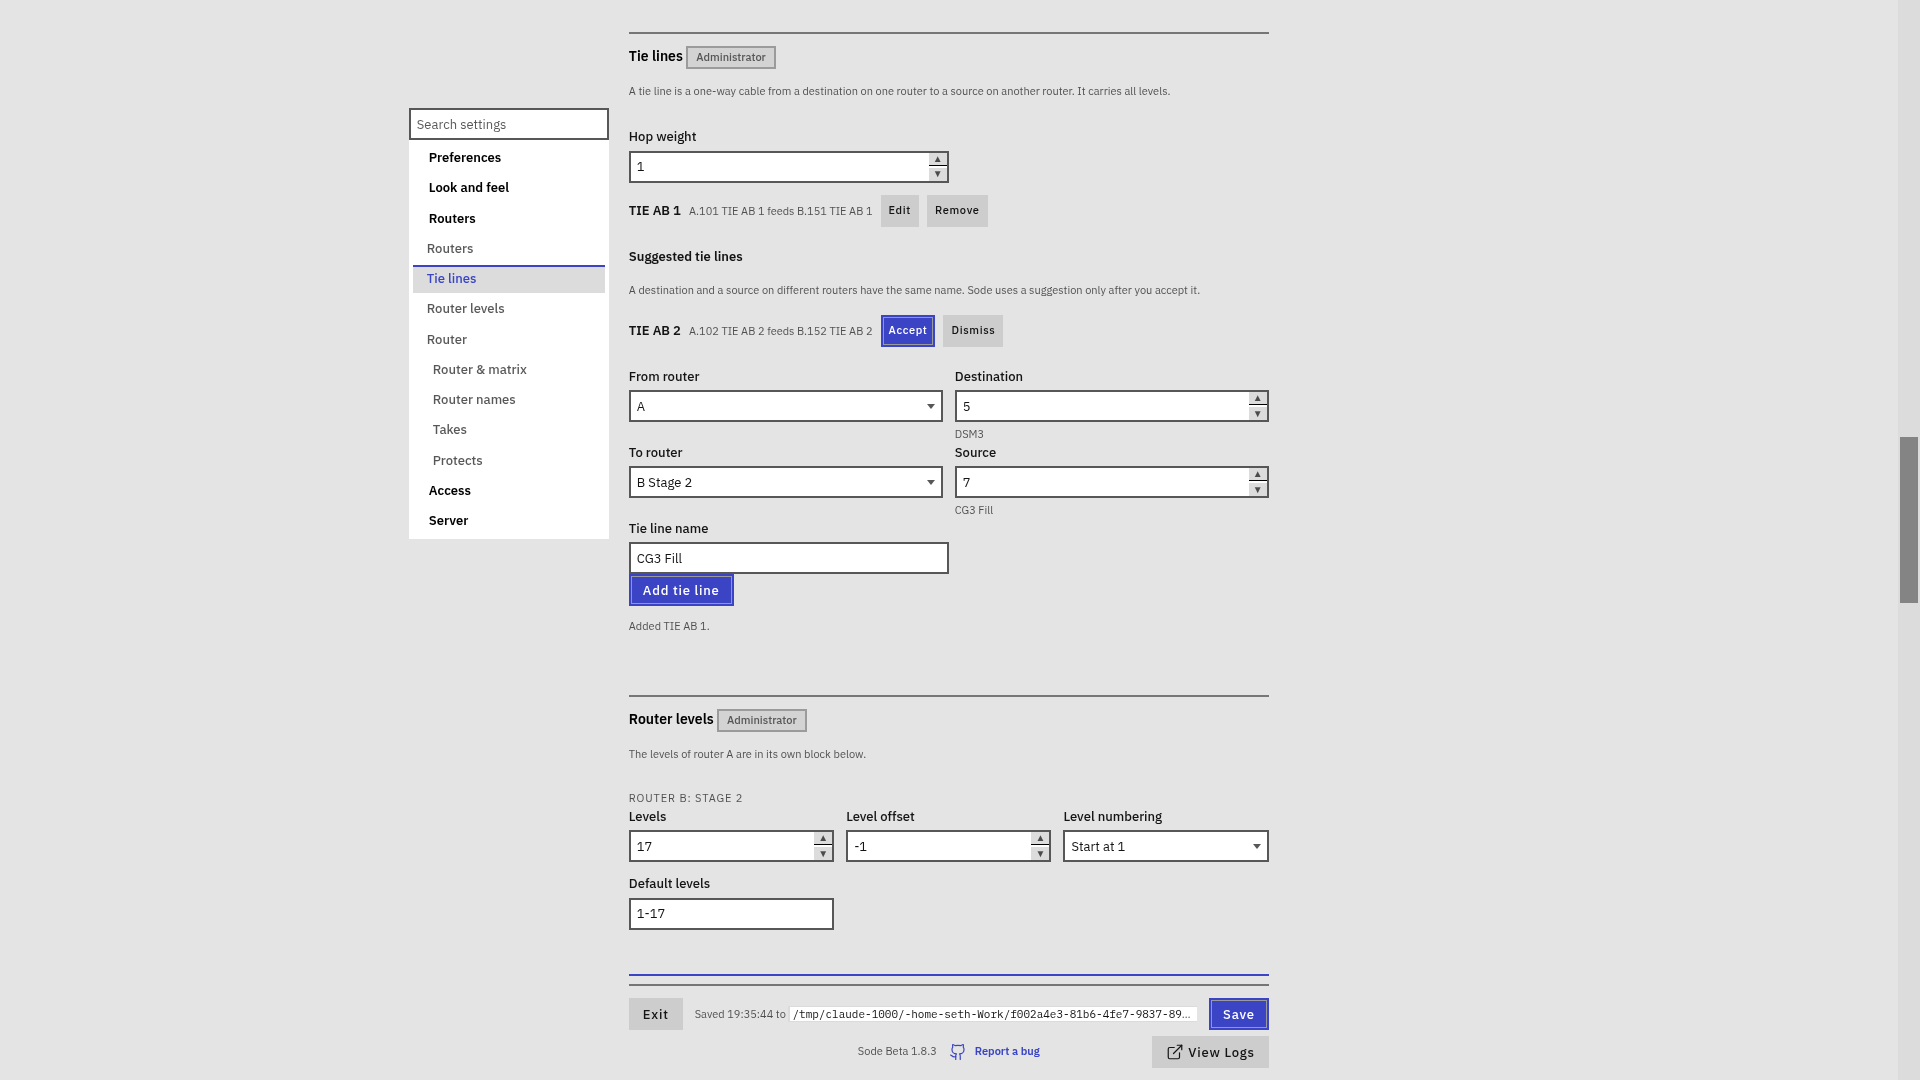 Tie lines Administrator
A tie line is a one-way cable from a destination on one router to a source on another router. It carries all levels.
Search settings
Preferences
Look and feel
Routers
Routers
Tie lines
Router levels
Router
Router & matrix
Router names
Takes
Protects
Access
Server
Hop weight
1
TIE AB 1 A.101 TIE AB 1 feeds B.151 TIE AB 1 Edit Remove
Suggested tie lines
A destination and a source on different routers have the same name. Sode uses a suggestion only after you accept it.
TIE AB 2 A.102 TIE AB 2 feeds B.152 TIE AB 2 Accept Dismiss
From router Destination
A 5
DSM3
To router Source
B Stage 2 7
CG3 Fill
Tie line name
CG3 Fill
Add tie line
Added TIE AB 1.
Router levels Administrator
The levels of router A are in its own block below.
ROUTER B: STAGE 2
Levels Level offset Level numbering
17 -1 Start at 1
Default levels
1-17
Exit Saved 19:35:44 to /tmp/claude-1000/-home-seth-Work/f002a4e3-81b6-4fe7-9837-89... Save
Sode Beta 1.8.3 Report a bug View Logs